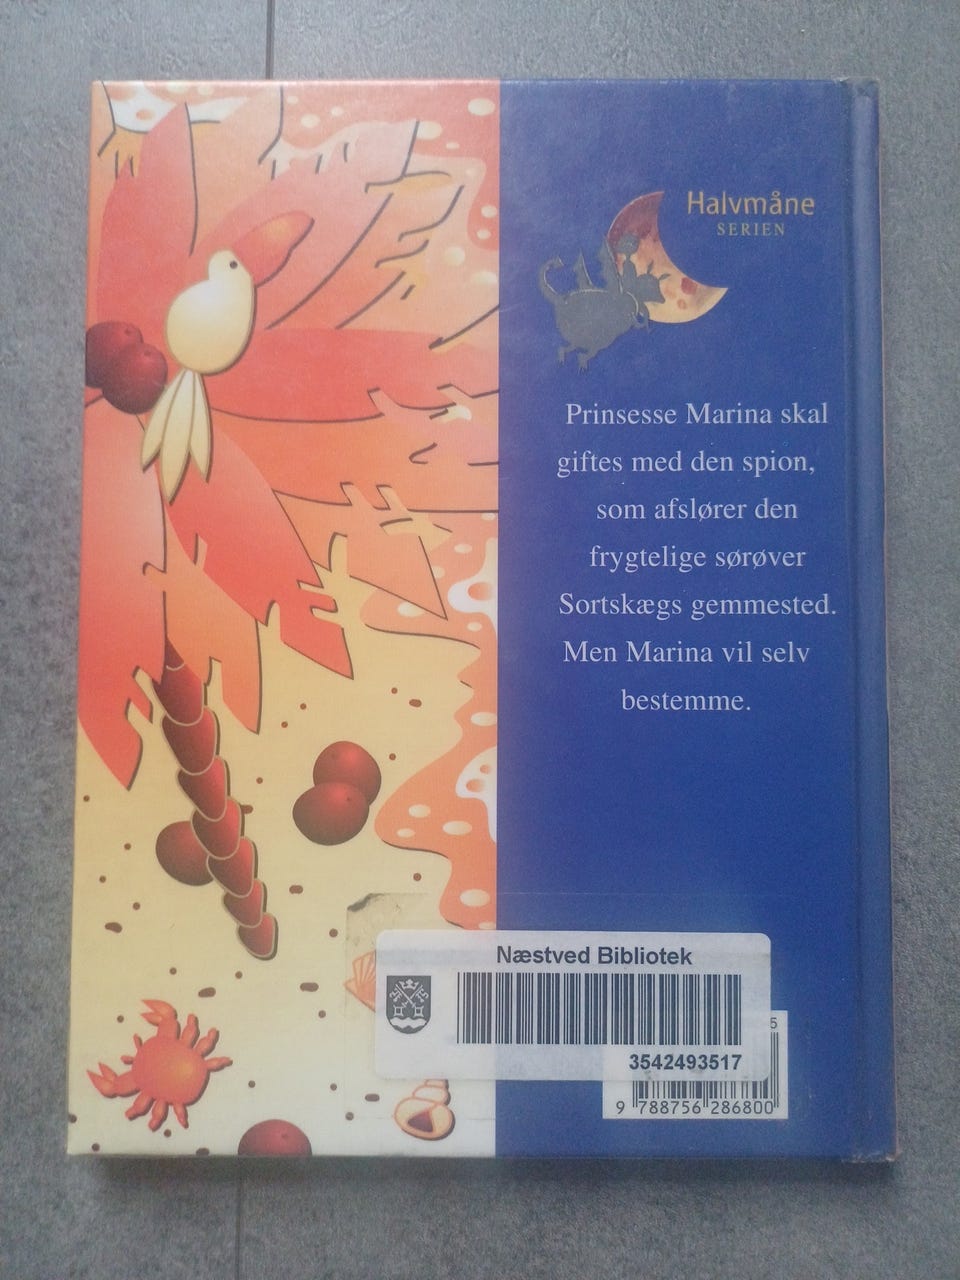 Halvmåne
SERIEN
Prinsesse Marina skal
giftes med den spion,
som afslører den
frygtelige sørøver
Sortskægs gemmested.
Men Marina vil selv
bestemme.
Næstved Bibliotek
3542493517
5
9 788756 286800